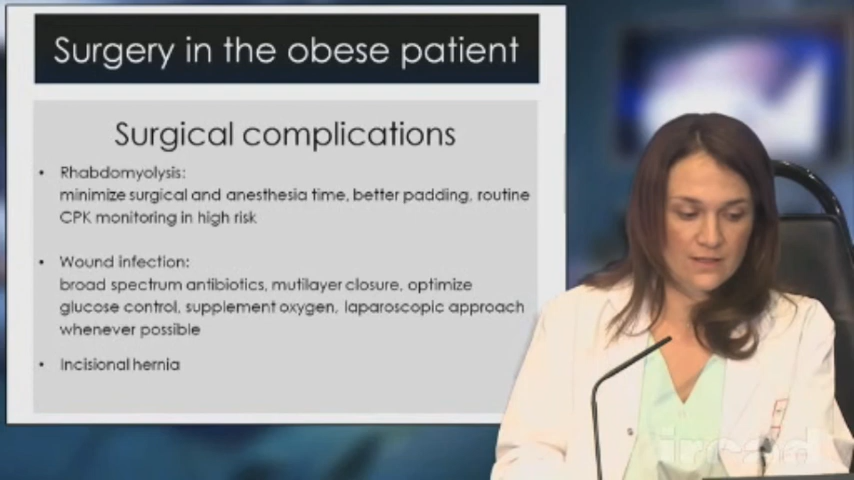 Surgery in the obese patient
Surgical complications
• Rhabdomyolysis:
minimize surgical and anesthesia time, better padding, routine
CPK monitoring in high risk
• Wound infection:
broad spectrum antibiotics, mutilayer closure, optimize
glucose control, supplement oxygen, laparoscopic approach
whenever possible
• Incisional hernia
ircad